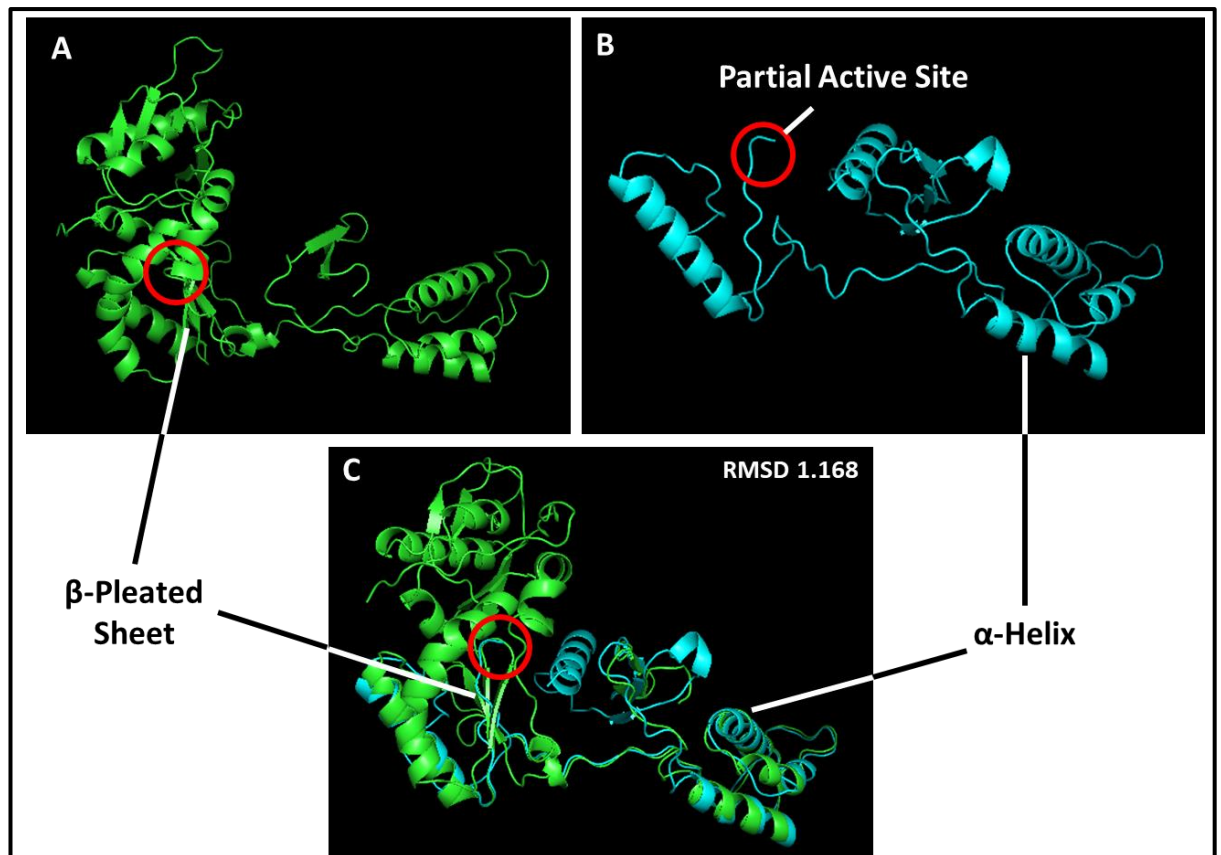 A
B
Partial Active Site
C
RMSD 1.168
β-Pleated
Sheet
α-Helix